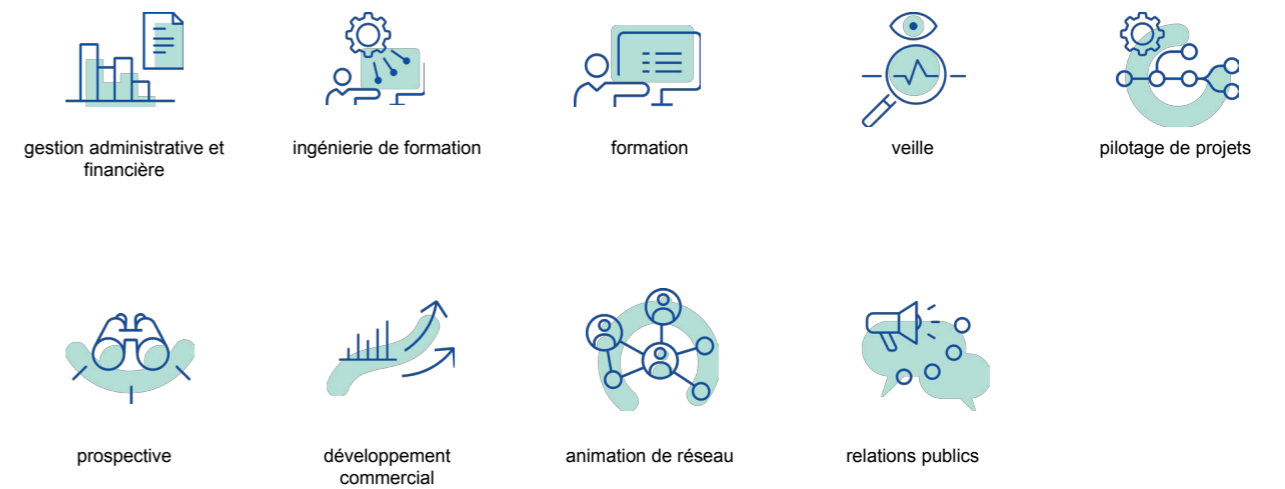 gestion administrative et
financière
ingénierie de formation
formation
veille
pilotage de projets
prospective
développement
commercial
animation de réseau
relations publics